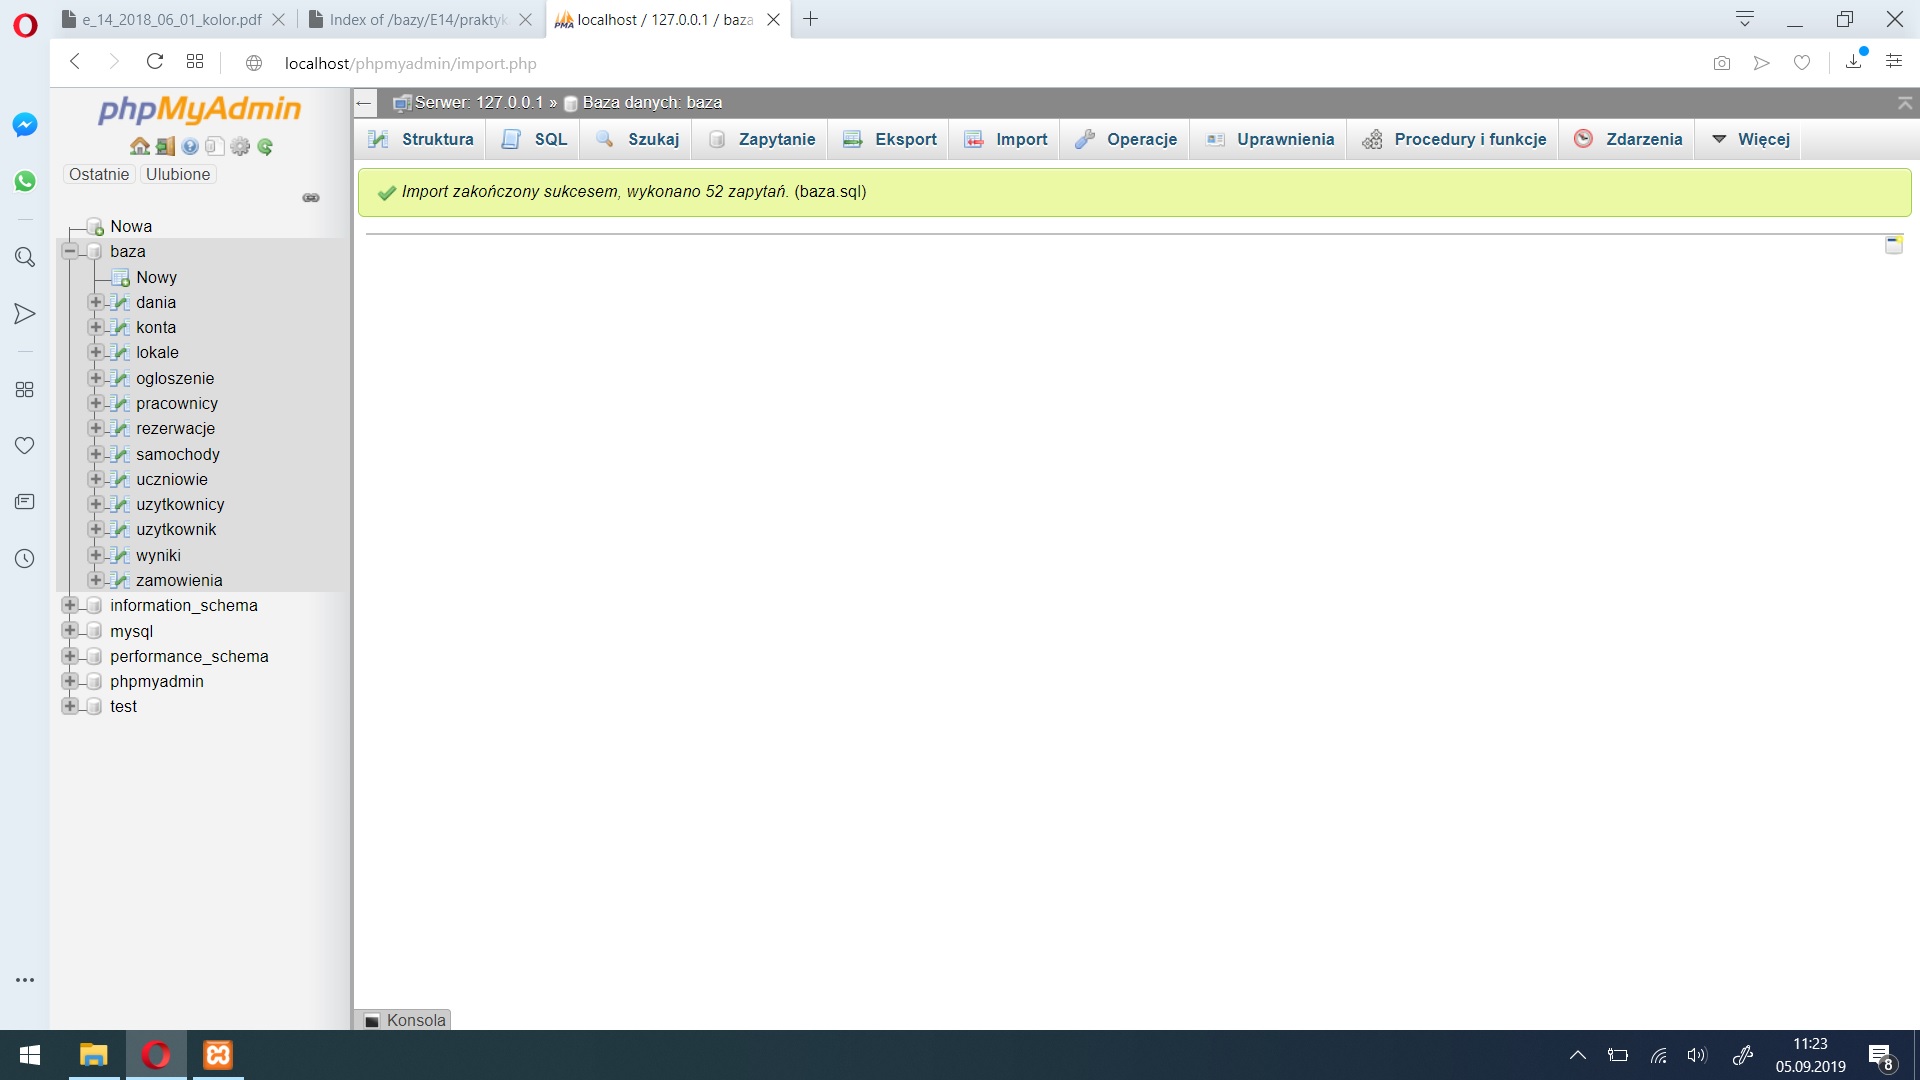 e_14_2018_06_01_kolor.pdf
Index of /bazy/E14/praktyk
localhost / 127.0.0.1 / baza
PMA
localhost/phpmyadmin/import.php
phpMyAdmin
Ostatnie
Ulubione
Nowa
baza
Nowy
dania
konta
lokale
ogloszenie
pracownicy
rezerwacje
samochody
uczniowie
uzytkownicy
uzytkownik
wyniki
zamowienia
information_schema
mysql
performance_schema
phpmyadmin
test
Serwer: 127.0.0.1 » Baza danych: baza
Struktura SQL Szukaj Zapytanie Eksport Import Operacje Uprawnienia Procedury i funkcje Zdarzenia Więcej
Import zakończony sukcesem, wykonano 52 zapytań. (baza.sql)
Konsola
11:23
05.09.2019
8